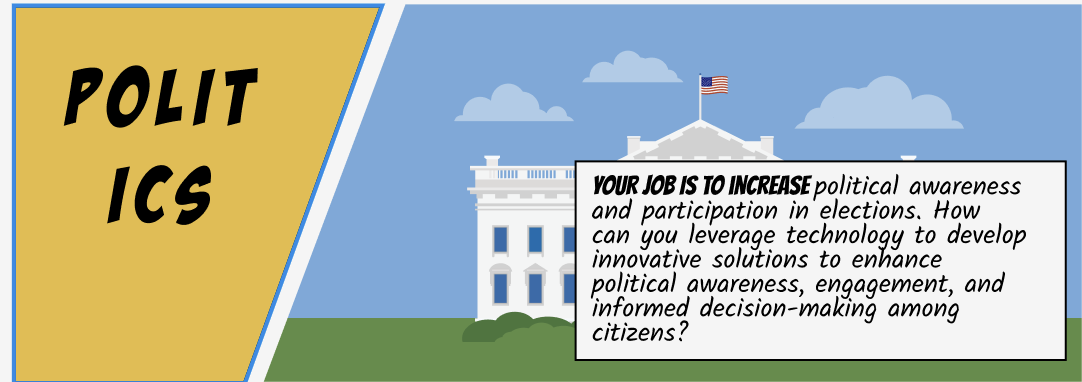 POLIT
ICS
YOUR JOB IS TO INCREASE political awareness
and participation in elections. How
can you leverage technology to develop
innovative solutions to enhance
political awareness, engagement, and
informed decision-making among
citizens?